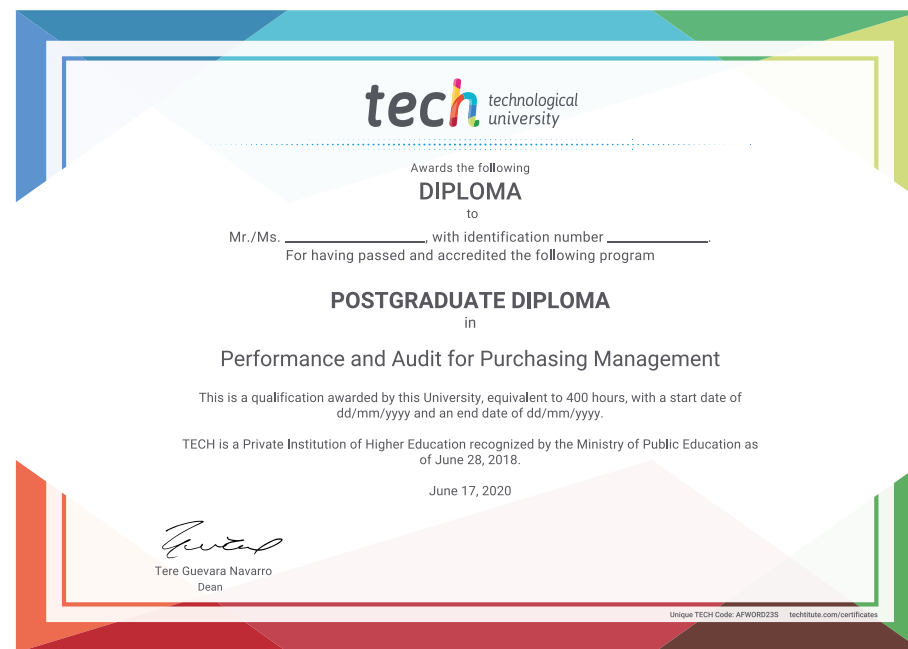 tech technological
university
Awards the following
DIPLOMA
to
Mr./Ms. ____________________, with identification number ______________.
For having passed and accredited the following program
POSTGRADUATE DIPLOMA
in
Performance and Audit for Purchasing Management
This is a qualification awarded by this University, equivalent to 400 hours, with a start date of
dd/mm/yyyy and an end date of dd/mm/yyyy.
TECH is a Private Institution of Higher Education recognized by the Ministry of Public Education as
of June 28, 2018.
June 17, 2020
Tere Guevara Navarro
Dean
Unique TECH Code: AFWORD23S techtitute.com/certificates